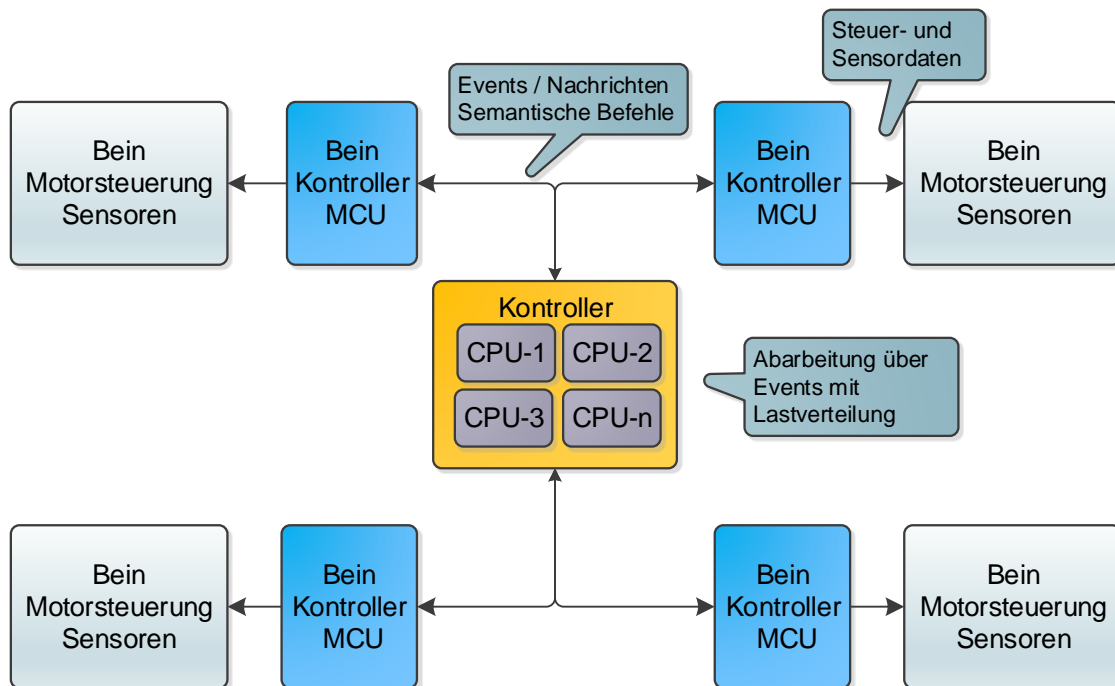 Steuer- und
Sensordaten
Events / Nachrichten
Semantische Befehle
Bein
Motorsteuerung
Sensoren
Bein
Kontroller
MCU
Bein
Kontroller
MCU
Bein
Motorsteuerung
Sensoren
Kontroller
CPU-1
CPU-2
CPU-3
CPU-n
Abarbeitung über
Events mit
Lastverteilung
Bein
Motorsteuerung
Sensoren
Bein
Kontroller
MCU
Bein
Kontroller
MCU
Bein
Motorsteuerung
Sensoren